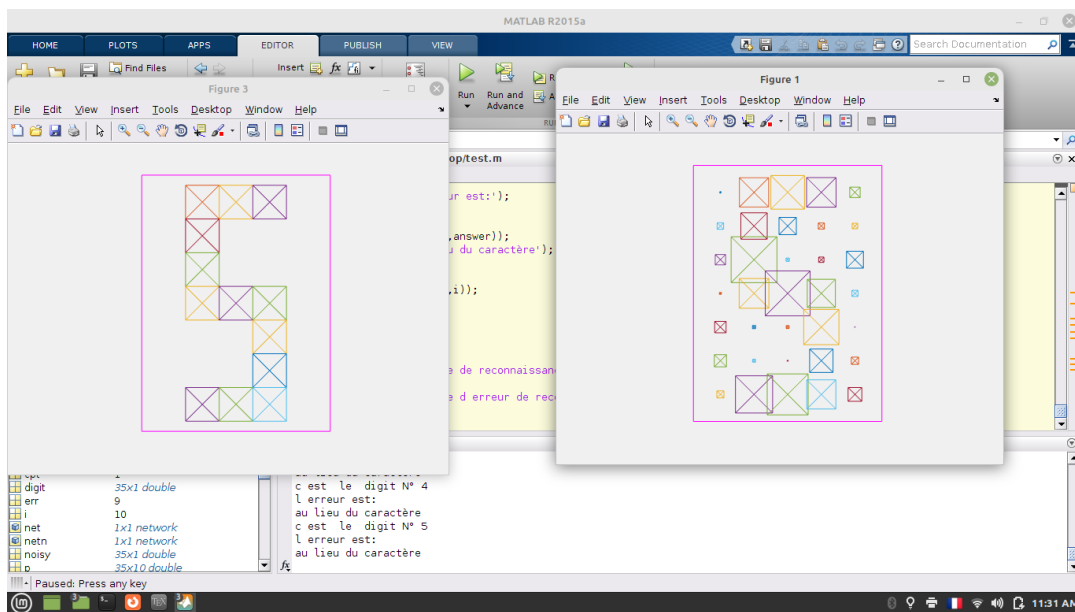 MATLAB R2015a
HOME PLOTS APPS EDITOR PUBLISH VIEW
Search Documentation
Find Files
Insert
fx
Run
Run and
Advance
Figure 3
File Edit View Insert Tools Desktop Window Help
Figure 1
File Edit View Insert Tools Desktop Window Help
op/test.m
ur est:');
,answer));
u du caractère');
,i));
e de reconnaissan
e d erreur de reco
c est le digit N° 4
l erreur est:
au lieu du caractère
c est le digit N° 5
l erreur est:
au lieu du caractère
fx
digit 35x1 double
err 9
i 10
net 1x1 network
netn 1x1 network
noisy 35x1 double
p 35x10 double
Paused: Press any key
11:31 AM